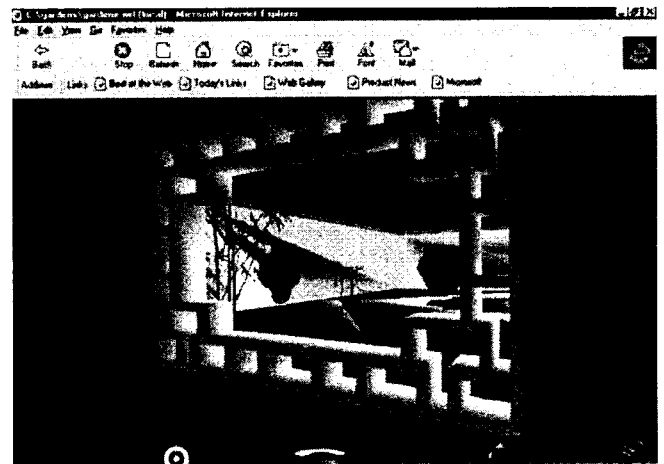 [local] - Microsoft Internet Explorer
File Edit View Go Favorites Help
Back Stop Refresh Home Search Favorites Print Font Mail
Address Links Best of the Web Today's Links Web Gallery Product News Microsoft